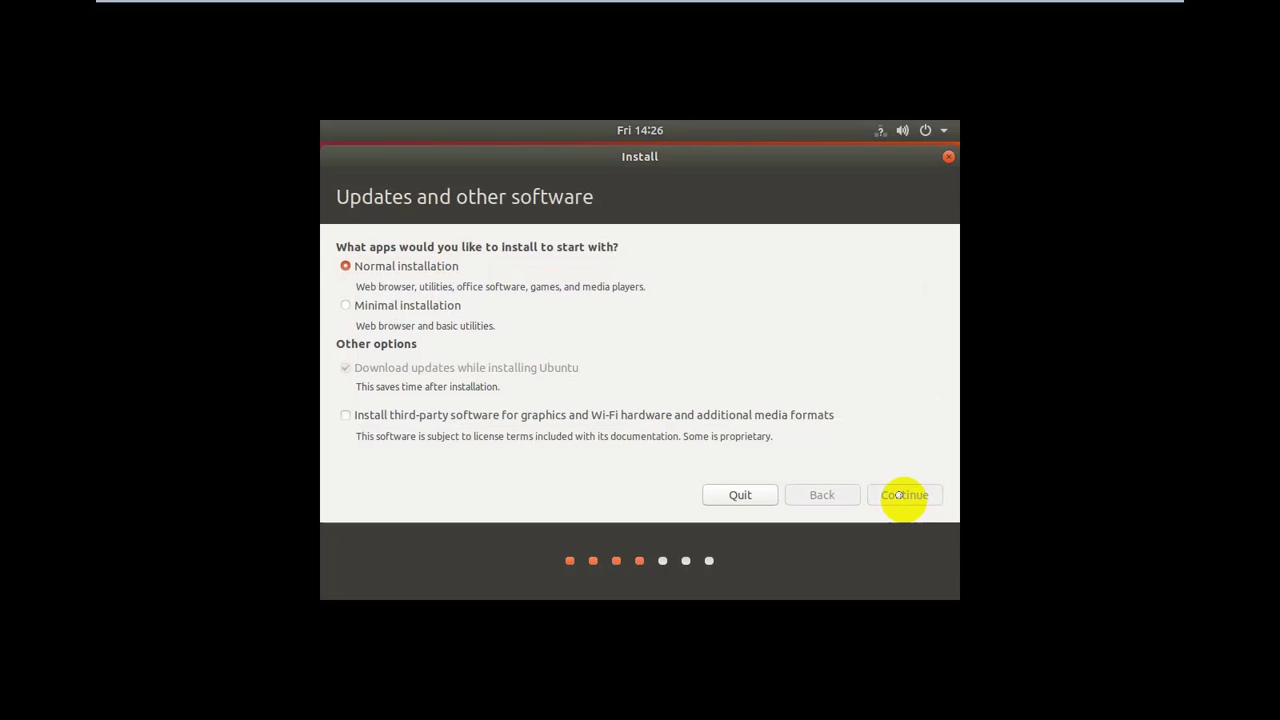 Fri 14:26
Install
Updates and other software
What apps would you like to install to start with?
Normal installation
Web browser, utilities, office software, games, and media players.
Minimal installation
Web browser and basic utilities.
Other options
Download updates while installing Ubuntu
This saves time after installation.
Install third-party software for graphics and Wi-Fi hardware and additional media formats
This software is subject to license terms included with its documentation. Some is proprietary.
Quit Back Continue